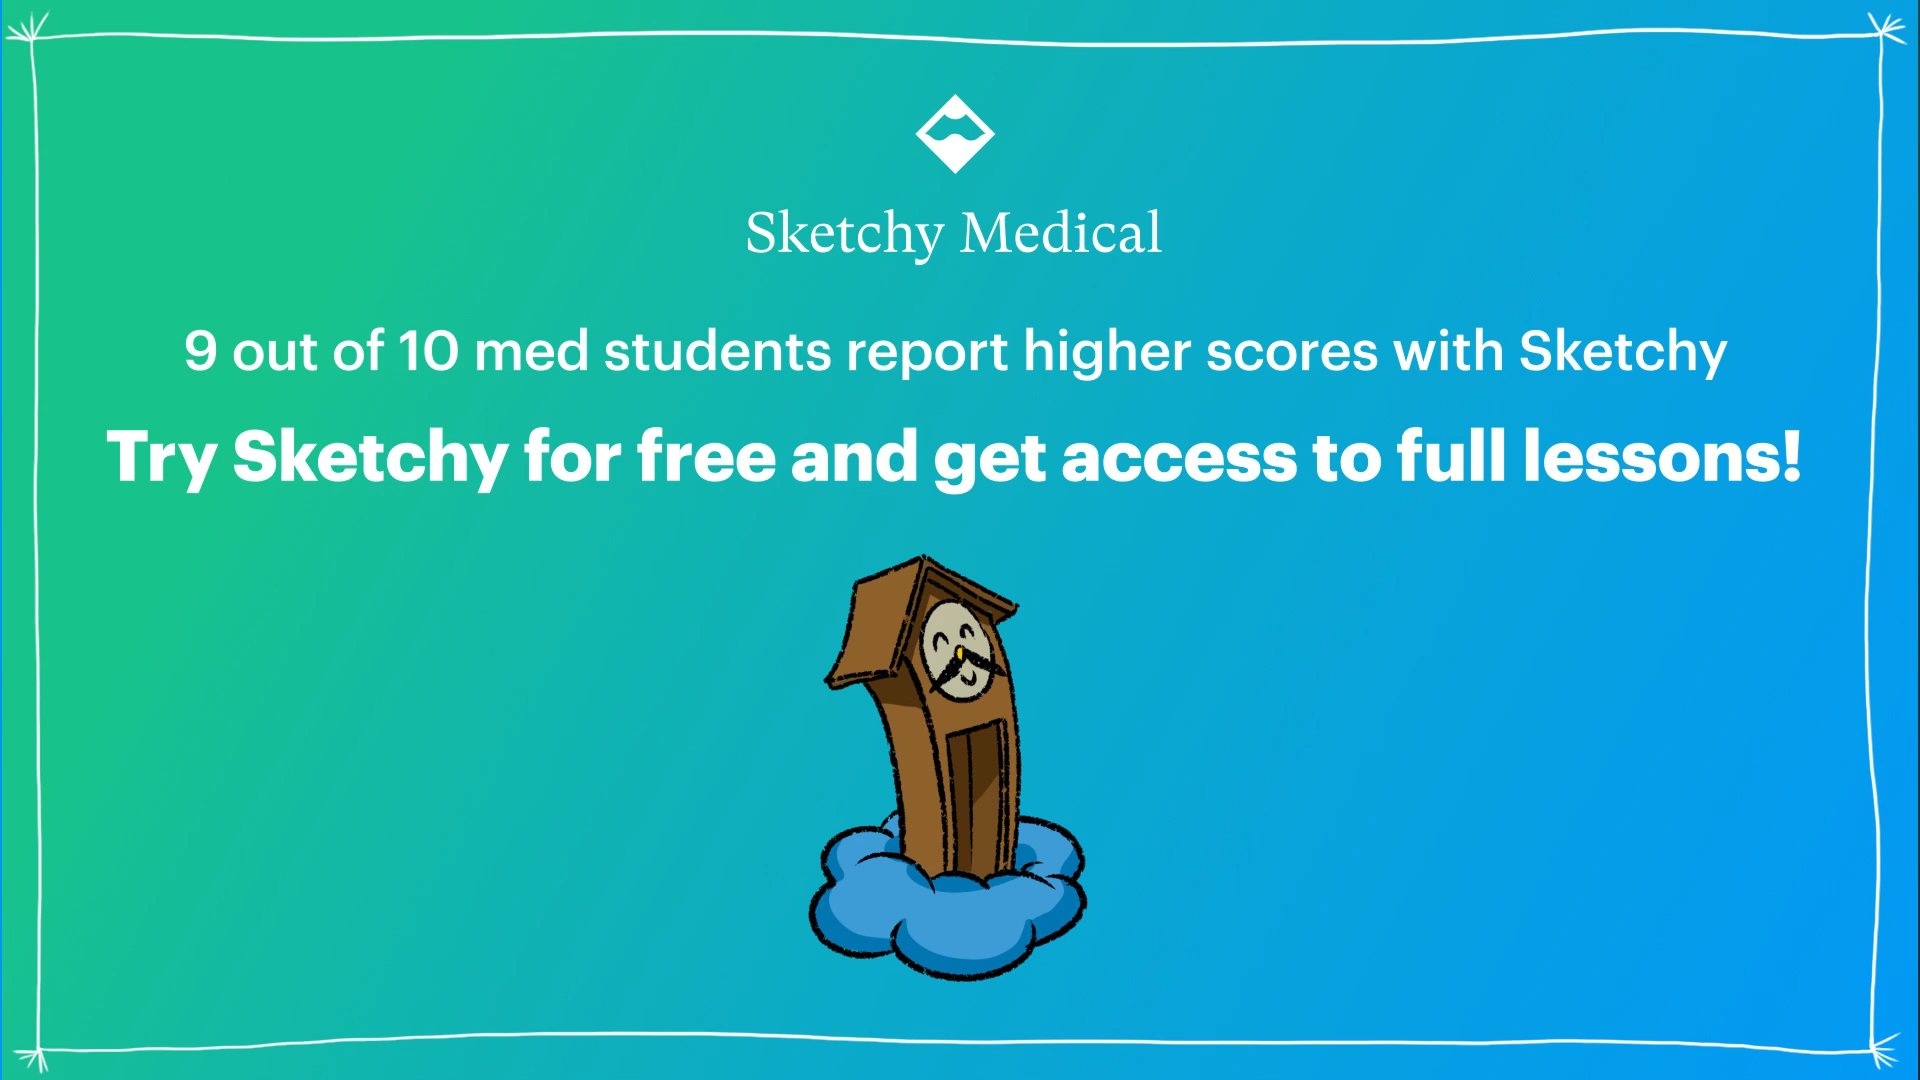 Sketchy Medical
9 out of 10 med students report higher scores with Sketchy
Try Sketchy for free and get access to full lessons!